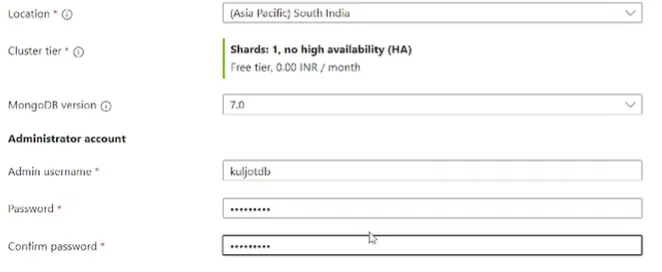 Location *
(Asia Pacific) South India
Cluster tier *
Shards: 1, no high availability (HA)
Free tier, 0.00 INR / month
MongoDB version
7.0
Administrator account
Admin username *
kuljotdb
Password *
•••••••••
Confirm password *
•••••••••